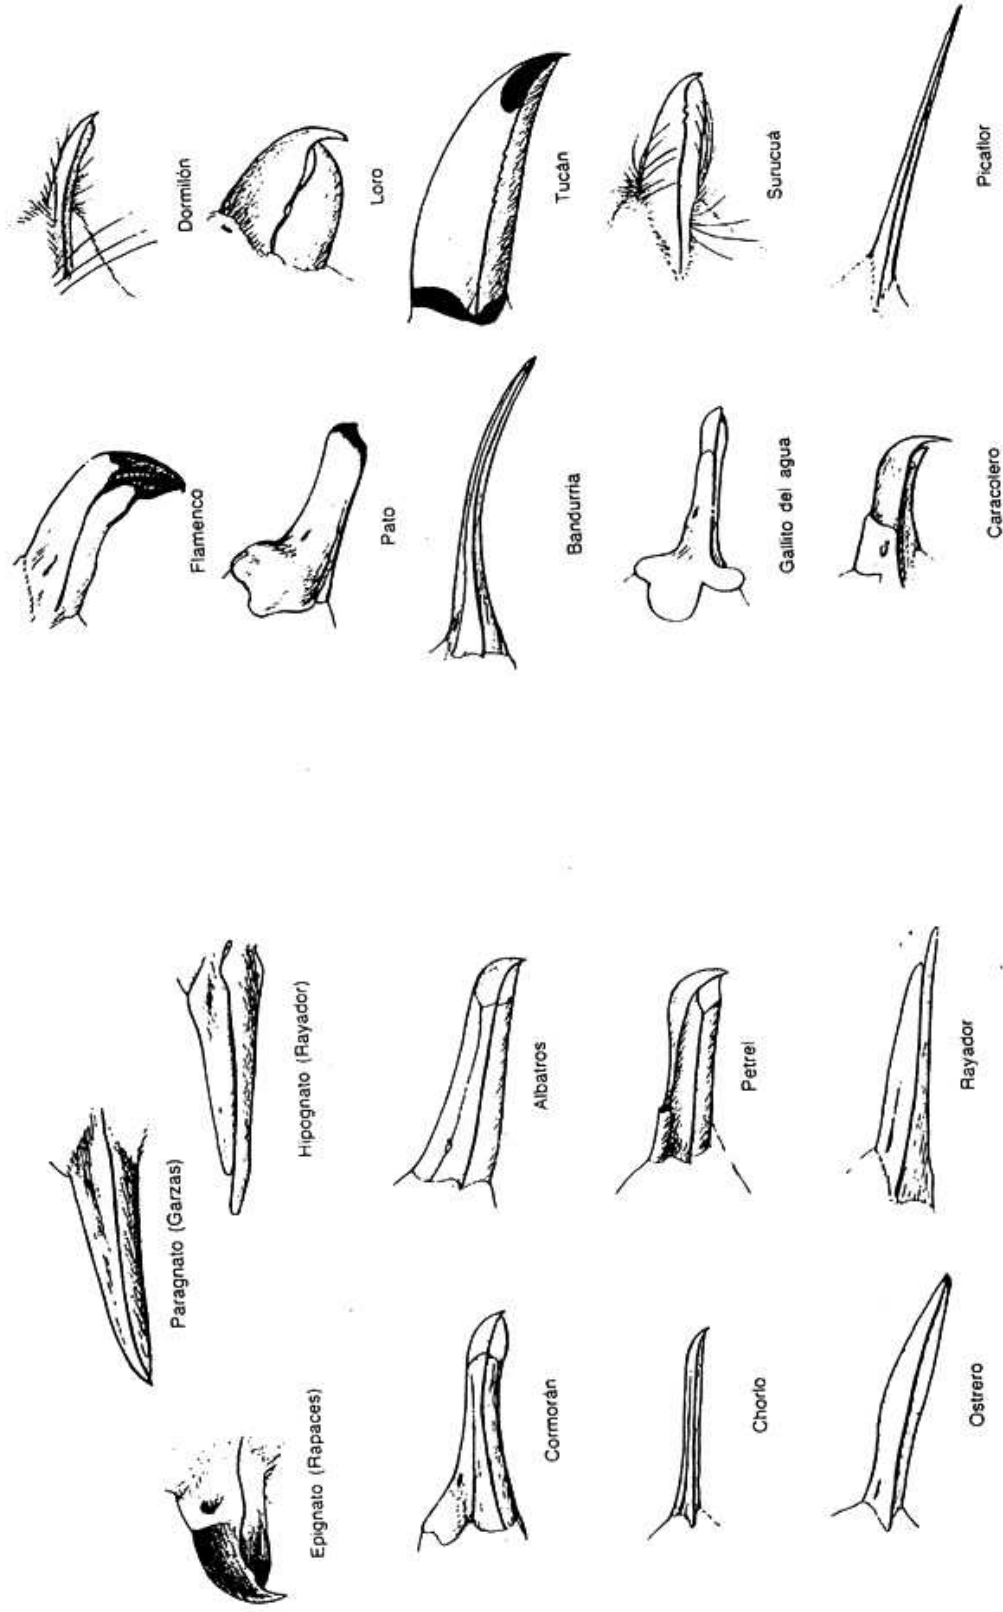 Epignato (Rapaces)
Paragnato (Garzas)
Hipognato (Rayador)
Cormorán
Albatros
Chorlo
Petrel
Ostrero
Rayador
Flamenco
Dormilón
Pato
Loro
Bandurria
Tucán
Gallito del agua
Surucuá
Caracolero
Picaflor